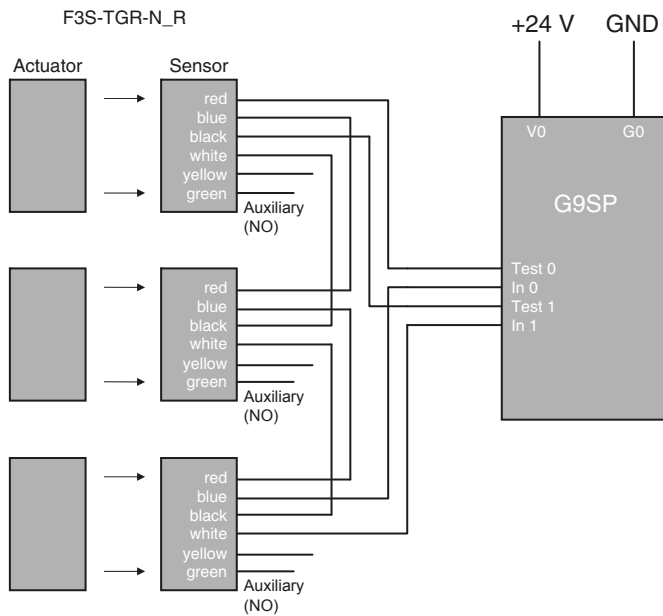 F3S-TGR-N_R
+24 V GND
Actuator Sensor
red
blue
black
white
yellow
green
Auxiliary
(NO)
V0 G0
G9SP
Test 0
In 0
Test 1
In 1
red
blue
black
white
yellow
green
Auxiliary
(NO)
red
blue
black
white
yellow
green
Auxiliary
(NO)